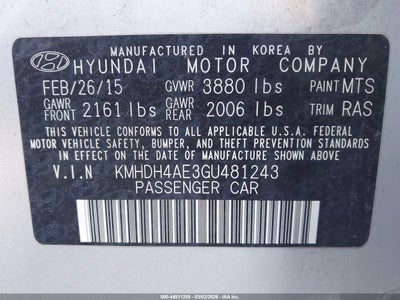 MANUFACTURED IN KOREA BY
HYUNDAI MOTOR COMPANY
FEB/26/15 GVWR 3880 lbs PAINT MTS
GAWR FRONT 2161 lbs GAWR REAR 2006 lbs TRIM RAS
THIS VEHICLE CONFORMS TO ALL APPLICABLE U.S.A. FEDERAL
MOTOR VEHICLE SAFETY, BUMPER, AND THEFT PREVENTION
STANDARDS IN EFFECT ON THE DATE OF MANUFACTURE SHOWN ABOVE.
V.I.N KMHDH4AE3GU481243
PASSENGER CAR